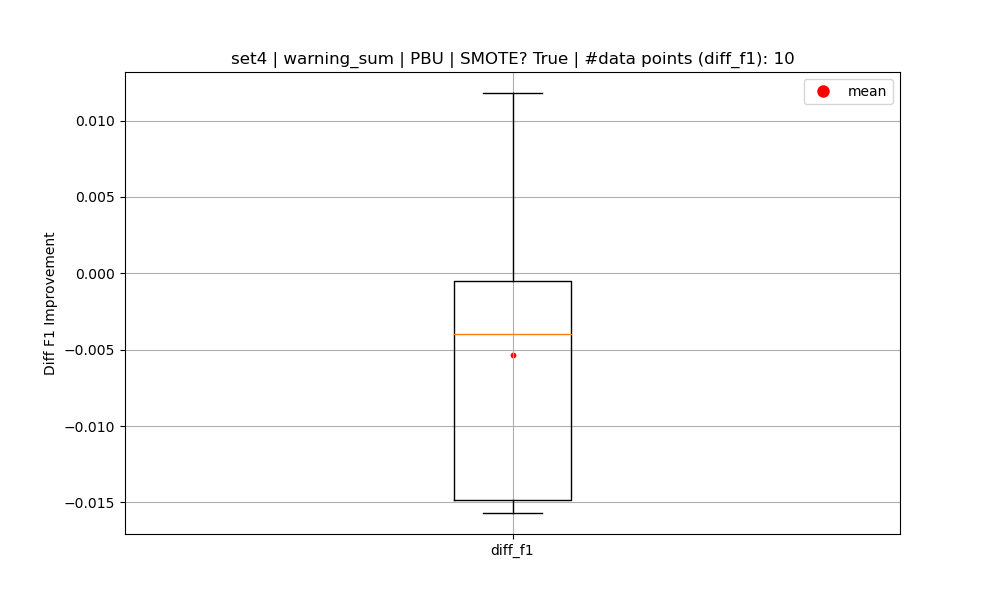 set4 | warning_sum | PBU | SMOTE? True | #data points (diff_f1): 10
mean
0.010
0.005
0.000
−0.005
−0.010
−0.015
Diff F1 Improvement
diff_f1